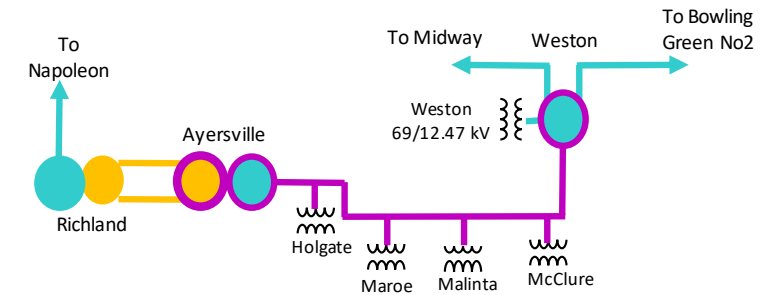 To
Napoleon
Richland
Ayersville
Holgate
Maroe
Malinta
McClure
To Midway
Weston
To Bowling
Green No2
Weston
69/12.47 kV